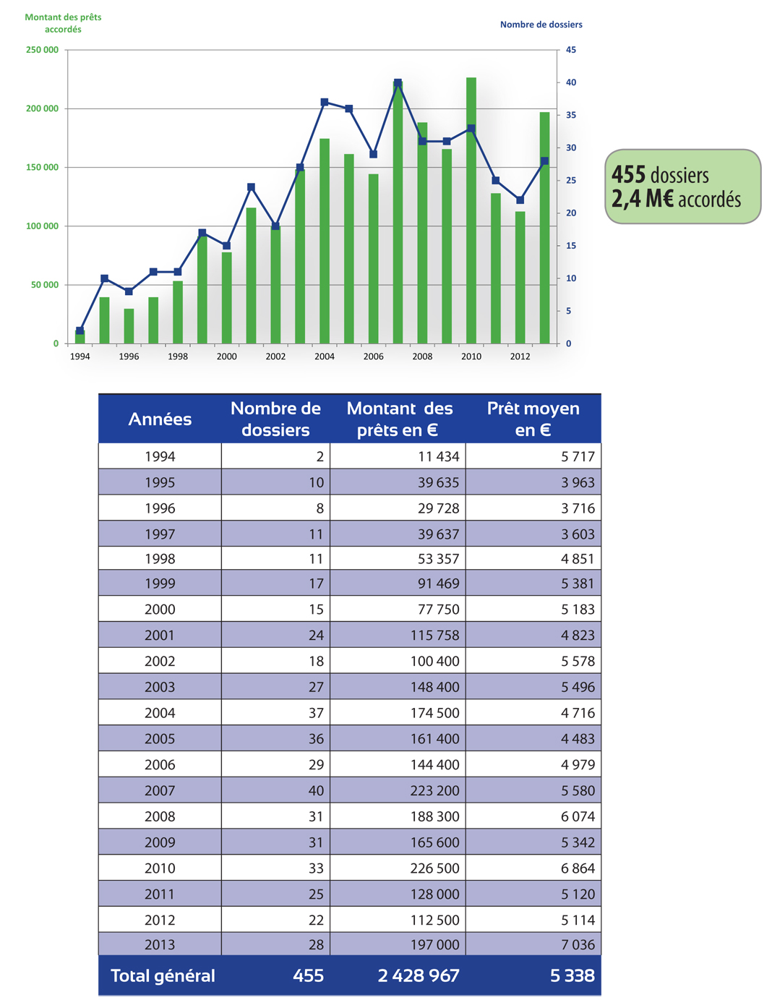 Montant des prêts
accordés
Nombre de dossiers
250 000
200 000
150 000
100 000
50 000
0
45
40
35
30
25
20
15
10
5
0
1994 1996 1998 2000 2002 2004 2006 2008 2010 2012
455 dossiers
2,4 M€ accordés
Années Nombre de dossiers Montant des prêts en € Prêt moyen en €
1994 2 11 434 5 717
1995 10 39 635 3 963
1996 8 29 728 3 716
1997 11 39 637 3 603
1998 11 53 357 4 851
1999 17 91 469 5 381
2000 15 77 750 5 183
2001 24 115 758 4 823
2002 18 100 400 5 578
2003 27 148 400 5 496
2004 37 174 500 4 716
2005 36 161 400 4 483
2006 29 144 400 4 979
2007 40 223 200 5 580
2008 31 188 300 6 074
2009 31 165 600 5 342
2010 33 226 500 6 864
2011 25 128 000 5 120
2012 22 112 500 5 114
2013 28 197 000 7 036
Total général 455 2 428 967 5 338